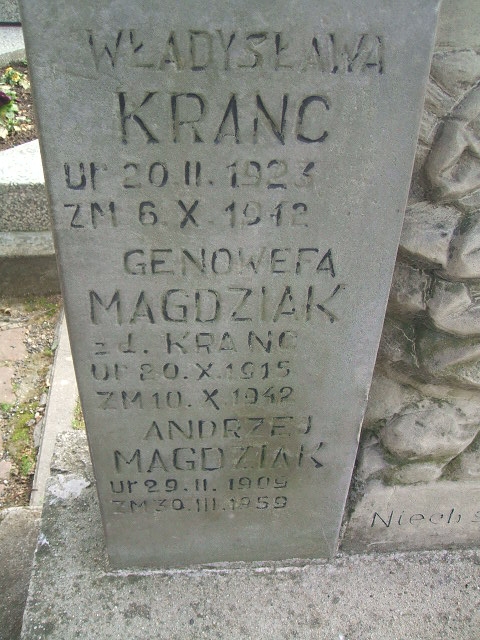 WŁADYSŁAWA
KRANC
Ur 20 II. 1923
ZM 6. X. 1942
GENOWEFA
MAGDZIAK
z d. KRANC
Ur 20. X. 1915
ZM 10. X 1942
ANDRZEJ
MAGDZIAK
Ur 29. II. 1909
ZM 30. III. 1959
Niech